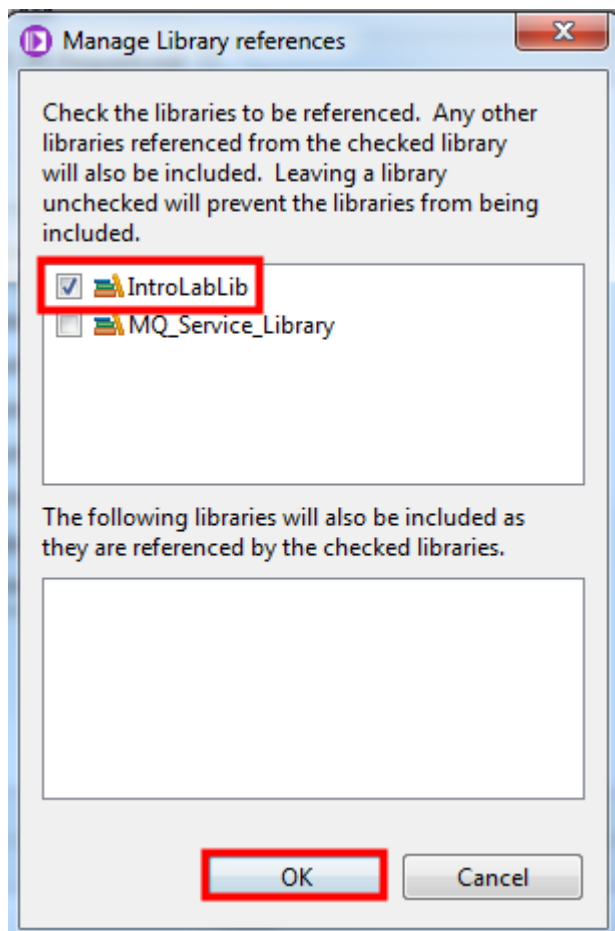 Manage Library references
Check the libraries to be referenced.  Any other
libraries referenced from the checked library
will also be included.  Leaving a library
unchecked will prevent the libraries from being
included.
IntroLabLib
MQ_Service_Library
The following libraries will also be included as
they are referenced by the checked libraries.
OK
Cancel